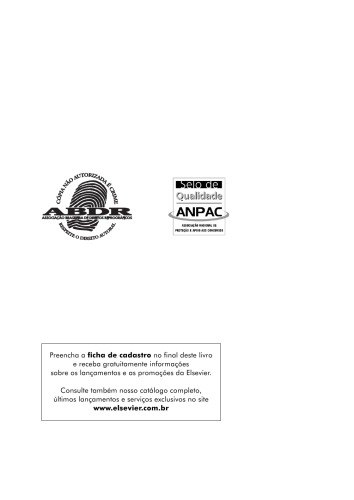 CÓPIA NÃO AUTORIZADA É CRIME
ABDR
ASSOCIAÇÃO BRASILEIRA DE DIREITOS REPROGRÁFICOS
RESPEITE O DIREITO AUTORAL
Selo de
Qualidade
ANPAC
ASSOCIAÇÃO NACIONAL DE
PROTEÇÃO E APOIO AOS CONCURSOS
Preencha a ficha de cadastro no final deste livro
e receba gratuitamente informações
sobre os lançamentos e as promoções da Elsevier.
Consulte também nosso catálogo completo,
últimos lançamentos e serviços exclusivos no site
www.elsevier.com.br